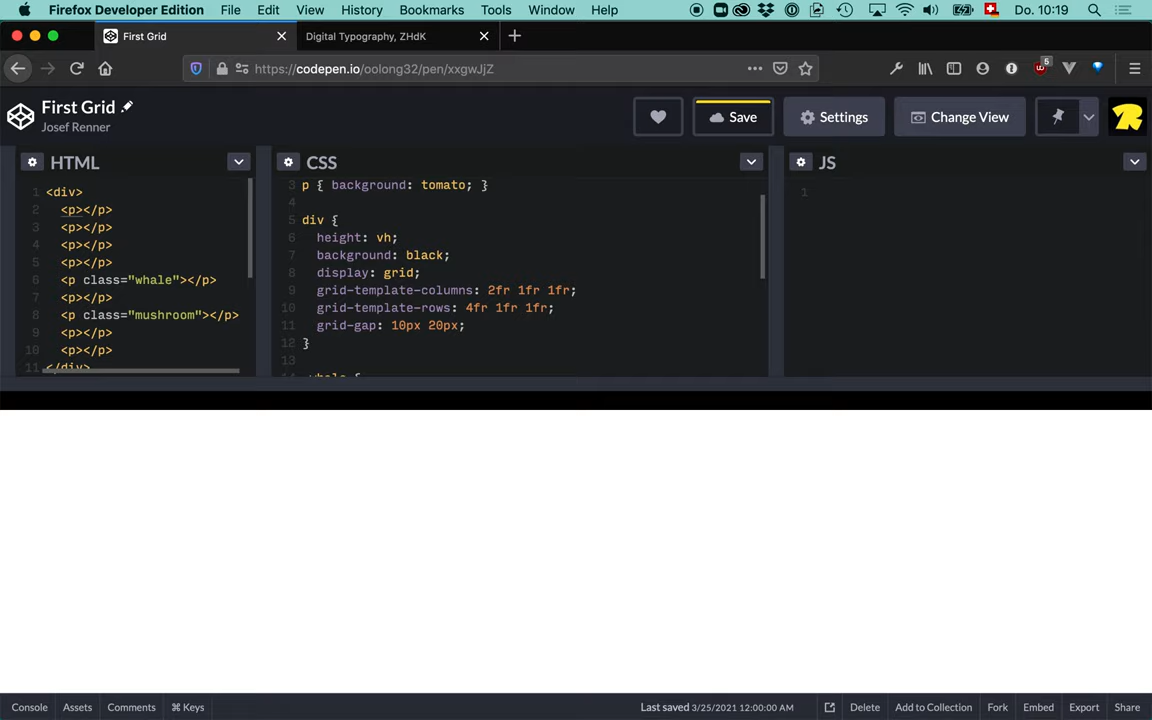 Firefox Developer Edition File Edit View History Bookmarks Tools Window Help Do. 10:19
First Grid Digital Typography, ZHdK
https://codepen.io/oolong32/pen/xxgwJjZ 5
First Grid
Josef Renner
Save Settings Change View
HTML
1 <div>
2 <p></p>
3 <p></p>
4 <p></p>
5 <p></p>
6 <p class="whale"></p>
7 <p></p>
8 <p class="mushroom"></p>
9 <p></p>
10 <p></p>
11 </div>
CSS
3 p { background: tomato; }
4
5 div {
6 height: vh;
7 background: black;
8 display: grid;
9 grid-template-columns: 2fr 1fr 1fr;
10 grid-template-rows: 4fr 1fr 1fr;
11 grid-gap: 10px 20px;
12 }
13
14 .whale {
JS
1
Console Assets Comments ⌘ Keys Last saved 3/25/2021 12:00:00 AM Delete Add to Collection Fork Embed Export Share